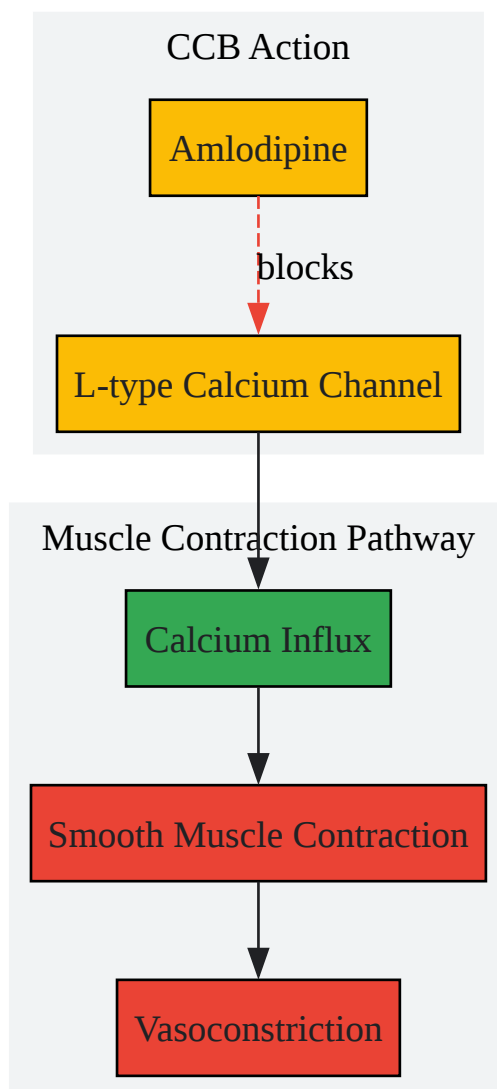 CCB Action
Amlodipine
blocks
L-type Calcium Channel
Muscle Contraction Pathway
Calcium Influx
Smooth Muscle Contraction
Vasoconstriction